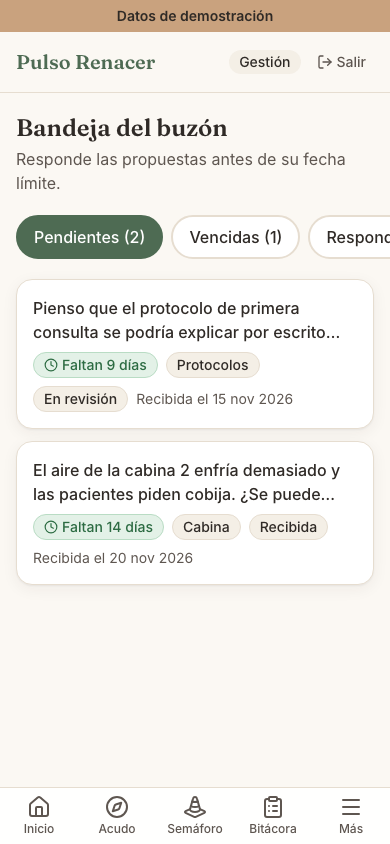 Datos de demostración
Pulso Renacer
Gestión
Salir
Bandeja del buzón
Responde las propuestas antes de su fecha
límite.
Pendientes (2)
Vencidas (1)
Respond
Pienso que el protocolo de primera
consulta se podría explicar por escrito…
Faltan 9 días
Protocolos
En revisión
Recibida el 15 nov 2026
El aire de la cabina 2 enfría demasiado y
las pacientes piden cobija. ¿Se puede…
Faltan 14 días
Cabina
Recibida
Recibida el 20 nov 2026
Inicio
Acudo
Semáforo
Bitácora
Más